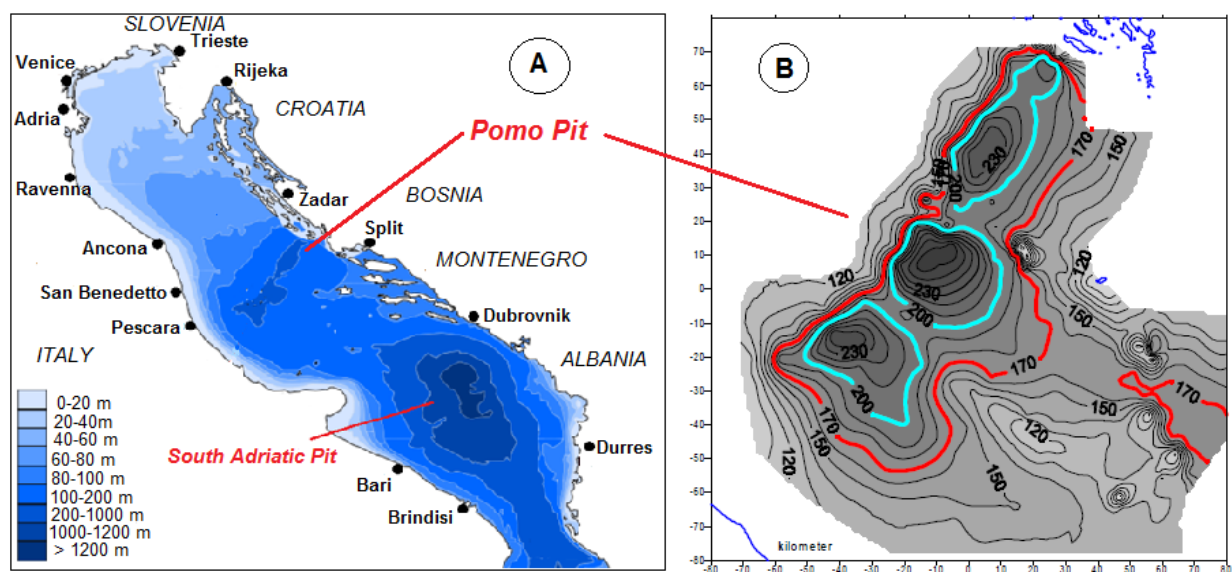 SLOVENIA
Trieste
Venice
Rijeka
A
Adria
CROATIA
Pomo Pit
Ravenna
Zadar
BOSNIA
Split
Ancona
MONTENEGRO
San Benedetto
Dubrovnik
Pescara
ITALY
ALBANIA
0-20 m
20-40m
40-60 m
60-80 m
80-100 m
100-200 m
200-1000 m
1000-1200 m
> 1200 m
South Adriatic Pit
Durres
Bari
Brindisi
B
70
60
50
40
30
20
10
0
-10
-20
-30
-40
-50
-60
-70
-80
230
170
150
150
200
120
120
230
200
150
230
170
200
150
170
170
150
120
150
120
150
kilometer
-80 -70 -60 -50 -40 -30 -20 -10 0 10 20 30 40 50 60 70 80